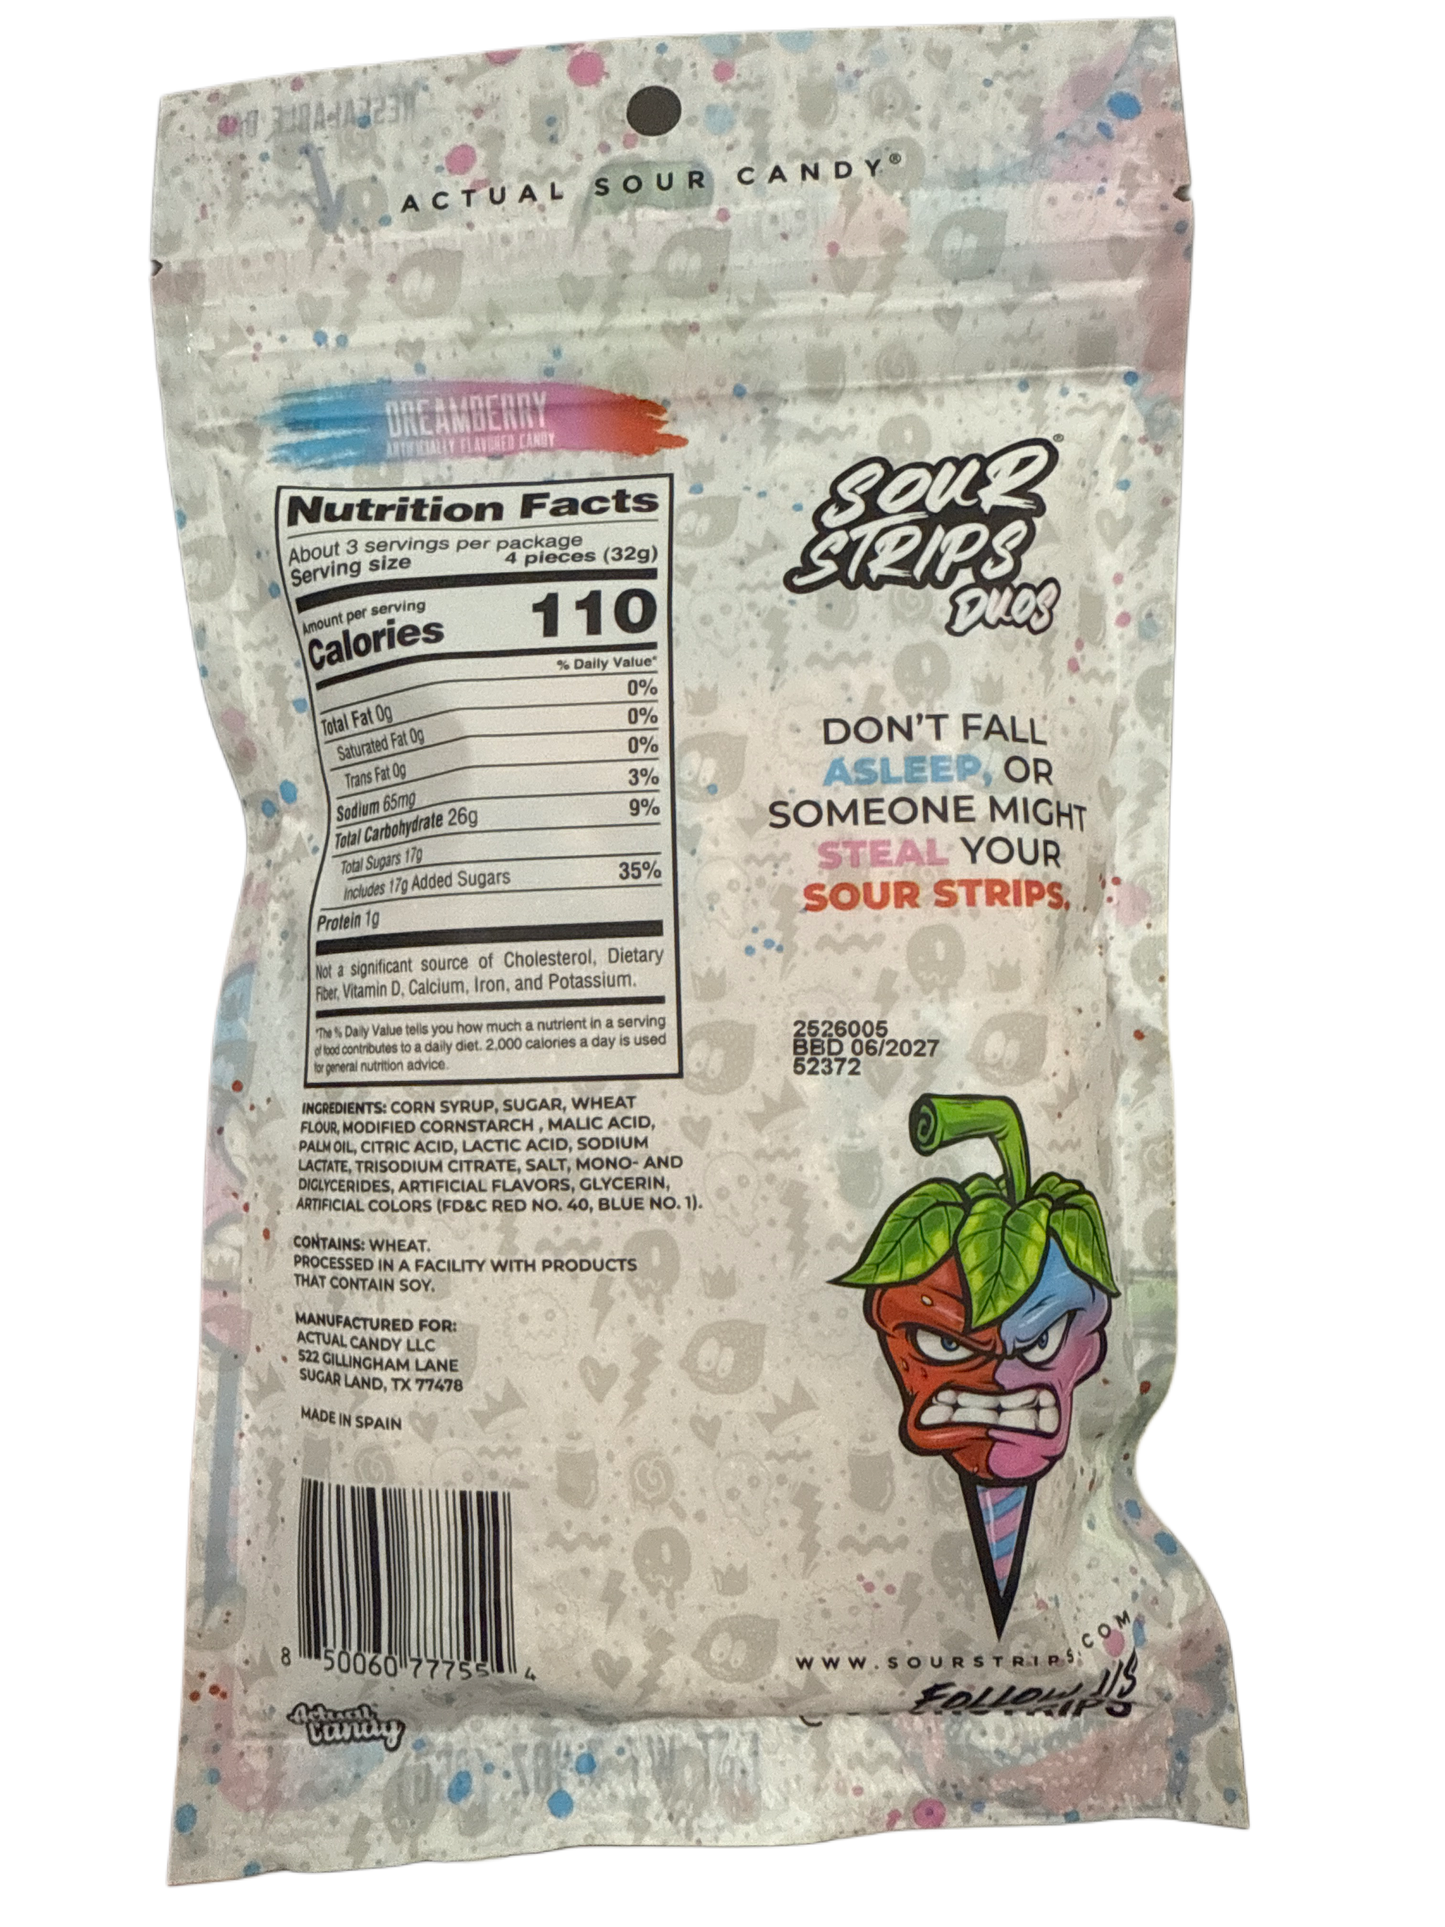 ACTUAL SOUR CANDY®
DREAMBERRY
ARTIFICIALLY FLAVORED CANDY
Nutrition Facts
About 3 servings per package
Serving size 4 pieces (32g)
Amount per serving
Calories 110
% Daily Value*
Total Fat 0g 0%
Saturated Fat 0g 0%
Trans Fat 0g 0%
Sodium 65mg 3%
Total Carbohydrate 26g 9%
Total Sugars 17g
Includes 17g Added Sugars 35%
Protein 1g
Not a significant source of Cholesterol, Dietary
Fiber, Vitamin D, Calcium, Iron, and Potassium.
*The % Daily Value tells you how much a nutrient in a serving
of food contributes to a daily diet. 2,000 calories a day is used
for general nutrition advice.
INGREDIENTS: CORN SYRUP, SUGAR, WHEAT
FLOUR, MODIFIED CORNSTARCH , MALIC ACID,
PALM OIL, CITRIC ACID, LACTIC ACID, SODIUM
LACTATE, TRISODIUM CITRATE, SALT, MONO- AND
DIGLYCERIDES, ARTIFICIAL FLAVORS, GLYCERIN,
ARTIFICIAL COLORS (FD&C RED NO. 40, BLUE NO. 1).
CONTAINS: WHEAT.
PROCESSED IN A FACILITY WITH PRODUCTS
THAT CONTAIN SOY.
MANUFACTURED FOR:
ACTUAL CANDY LLC
522 GILLINGHAM LANE
SUGAR LAND, TX 77478
MADE IN SPAIN
8 50060 77755 4
Actual
Candy
SOUR
STRIPS®
DUOS
DON'T FALL
ASLEEP, OR
SOMEONE MIGHT
STEAL YOUR
SOUR STRIPS.
2526005
BBD 06/2027
52372
WWW.SOURSTRIPS.COM
FOLLOW US